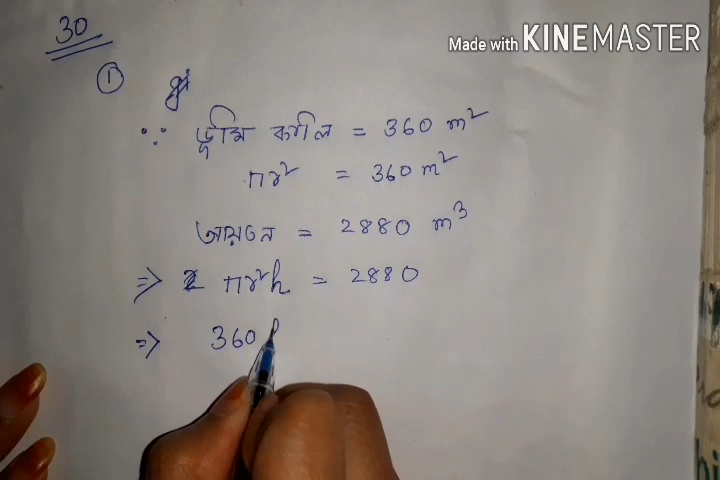 30
Made with KINEMASTER
①
∵ ভূমি কালি = 360 m²
πr² = 360 m²
আয়তন = 2880 m³
⇒ πr²h = 2880
⇒ 360